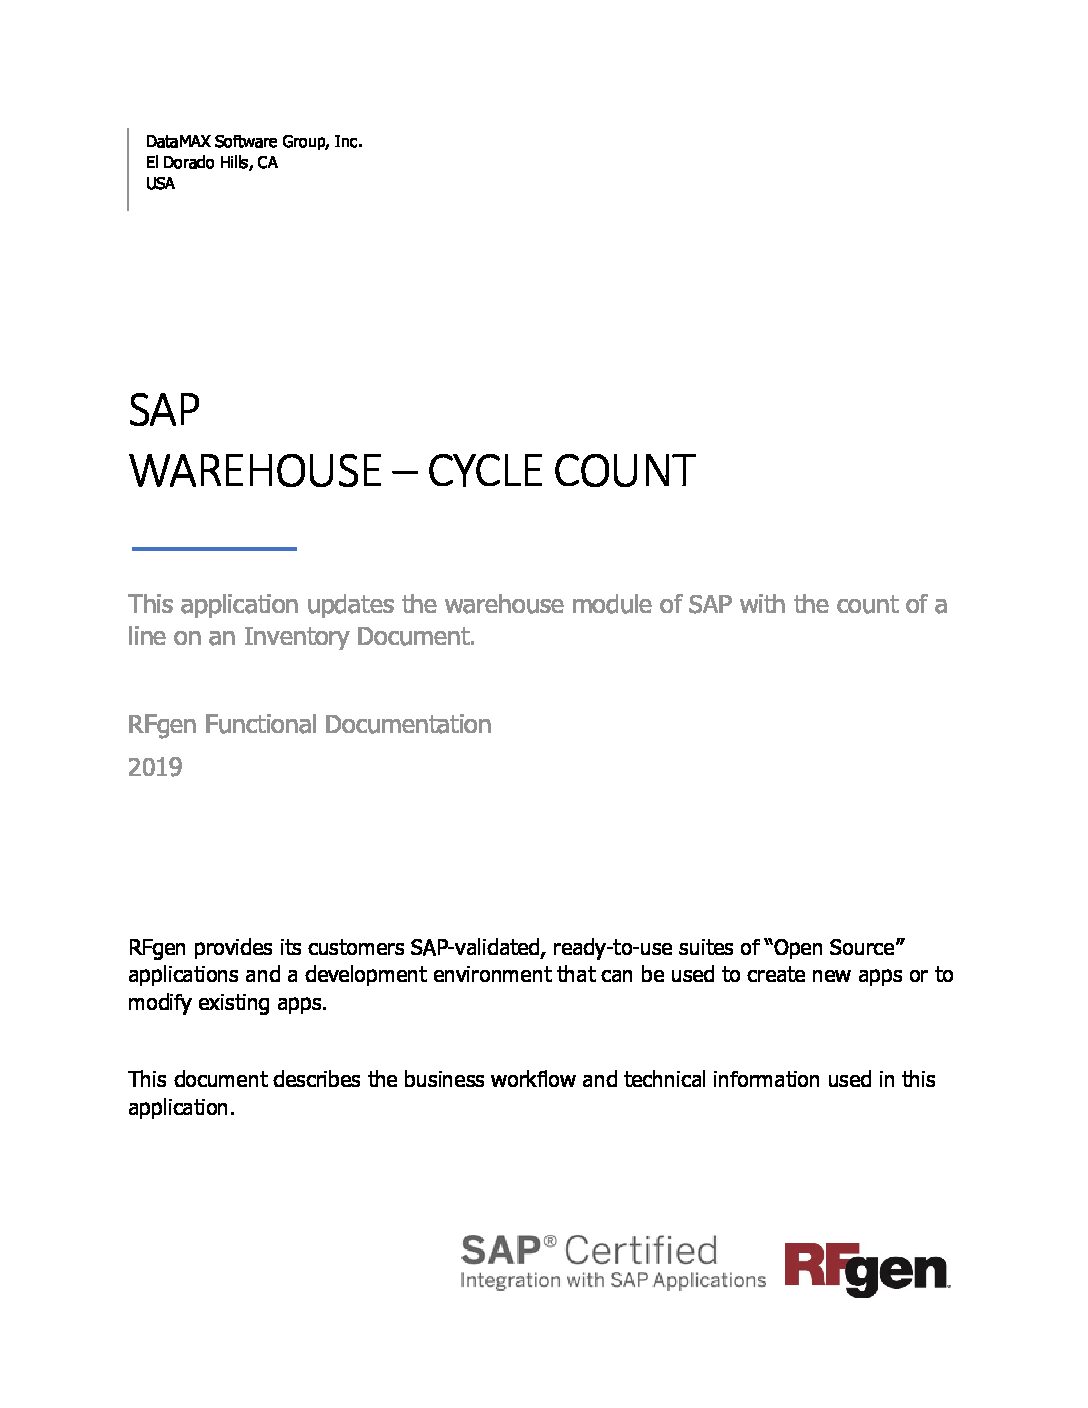 DataMAX Software Group, Inc.
El Dorado Hills, CA
USA
SAP
WAREHOUSE – CYCLE COUNT
This application updates the warehouse module of SAP with the count of a
line on an Inventory Document.
RFgen Functional Documentation
2019
RFgen provides its customers SAP-validated, ready-to-use suites of “Open Source”
applications and a development environment that can be used to create new apps or to
modify existing apps.
This document describes the business workflow and technical information used in this
application.
SAP® Certified
Integration with SAP Applications
RFgen